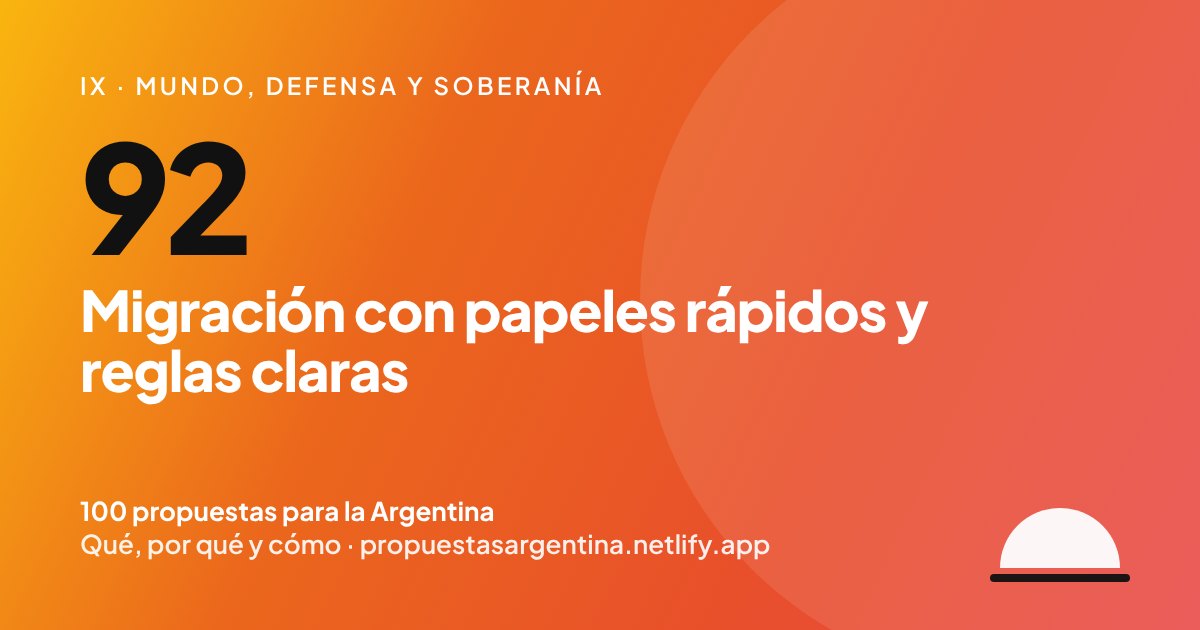 IX · MUNDO, DEFENSA Y SOBERANÍA
92
Migración con papeles rápidos y
reglas claras
100 propuestas para la Argentina
Qué, por qué y cómo · propuestasargentina.netlify.app